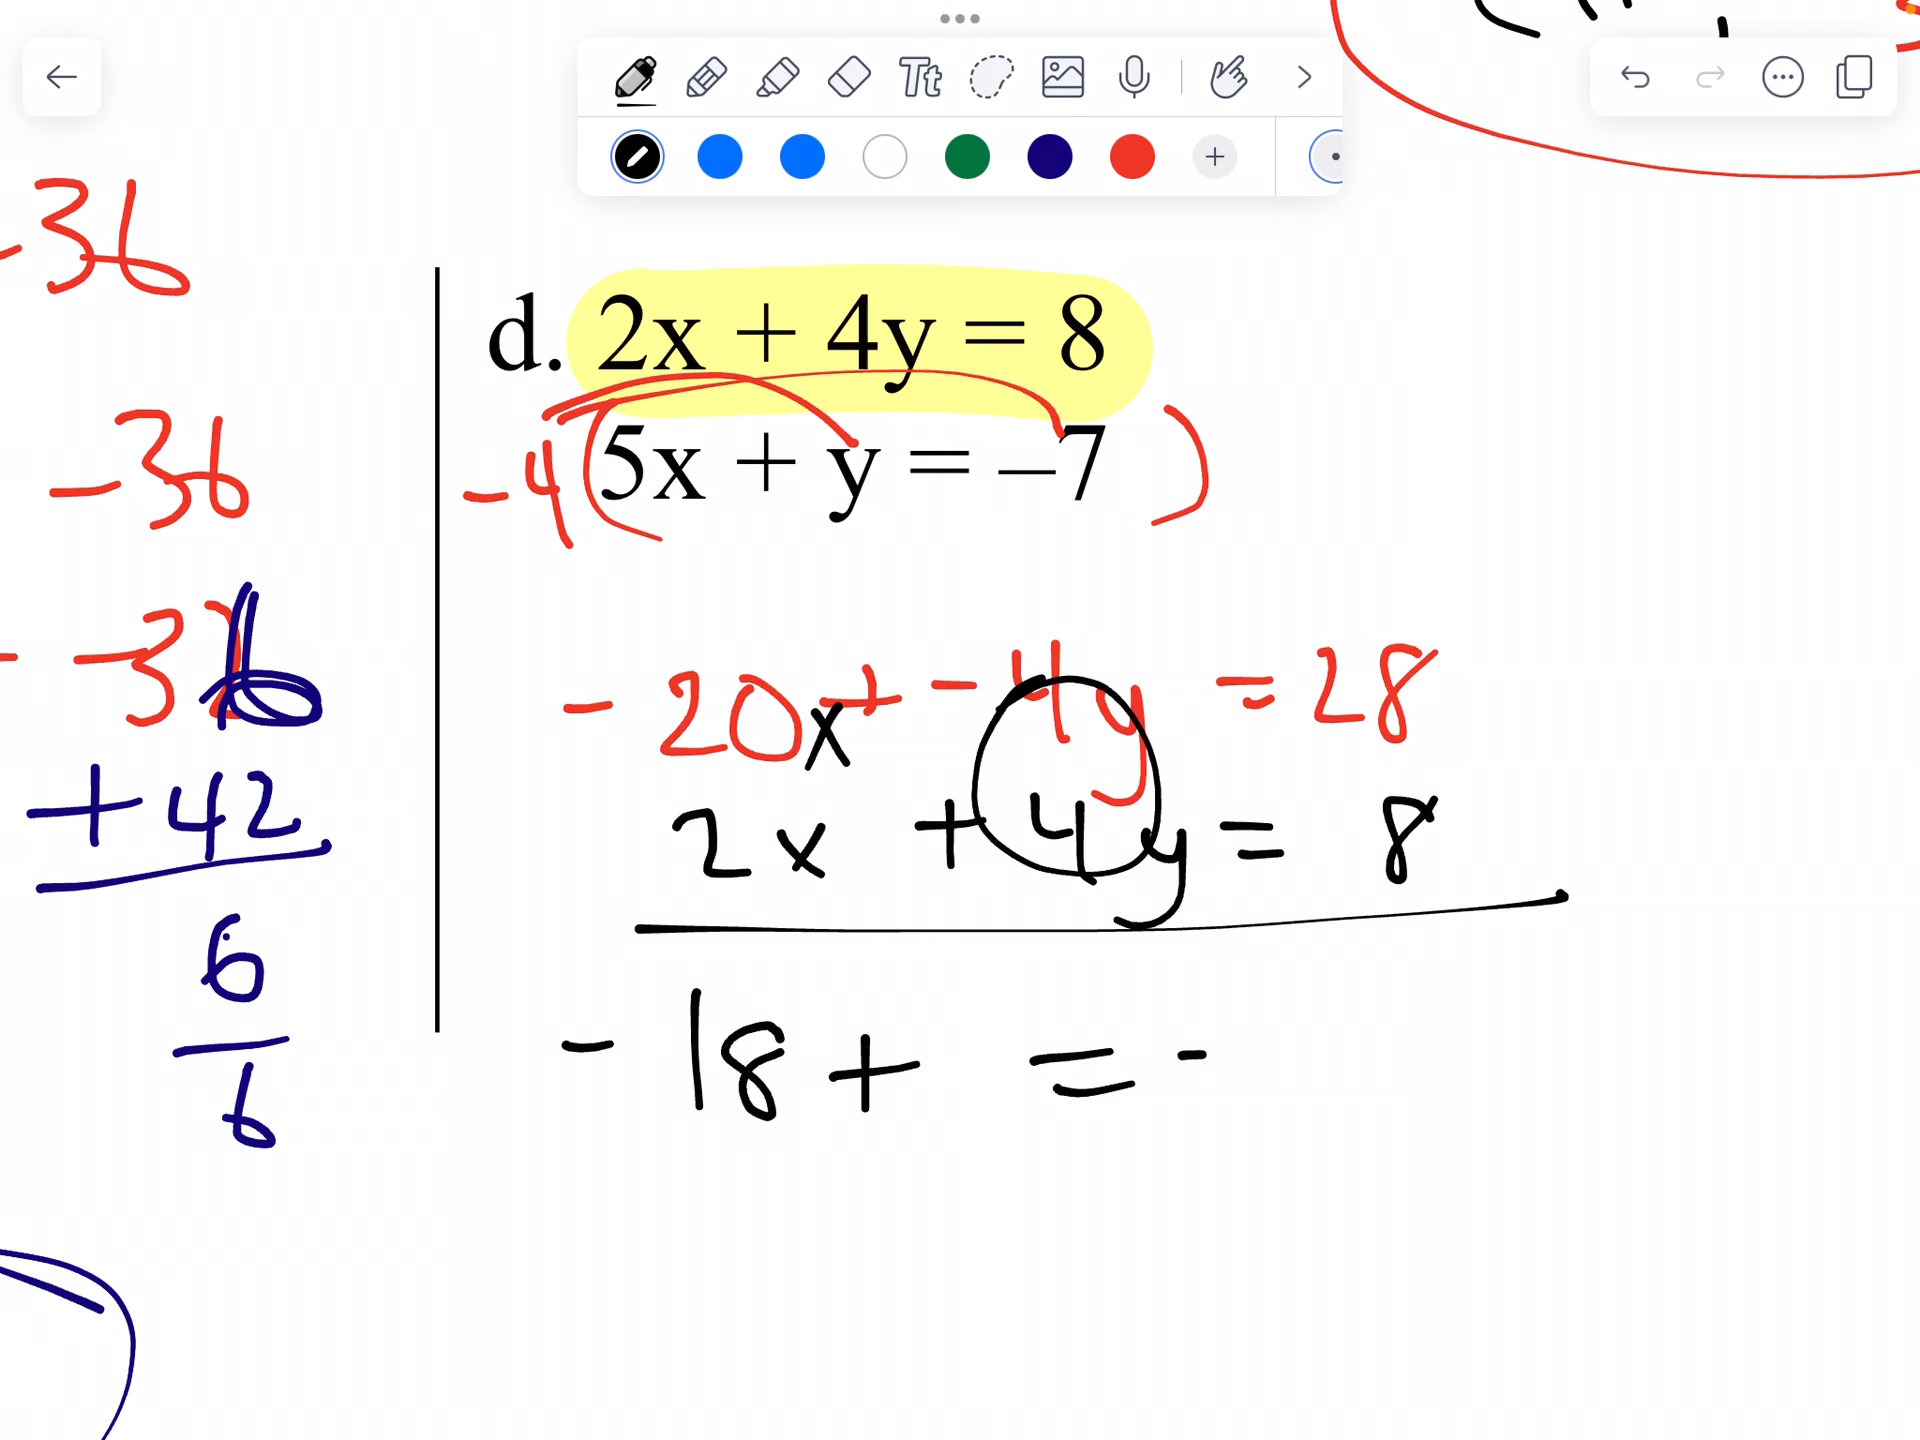 Tt
-36
-36
- -36
+ 42
6
6
d. 2x + 4y = 8
-4(5x + y = –7)
- 20x + - 4y = 28
2x + 4y = 8
- 18 + = -